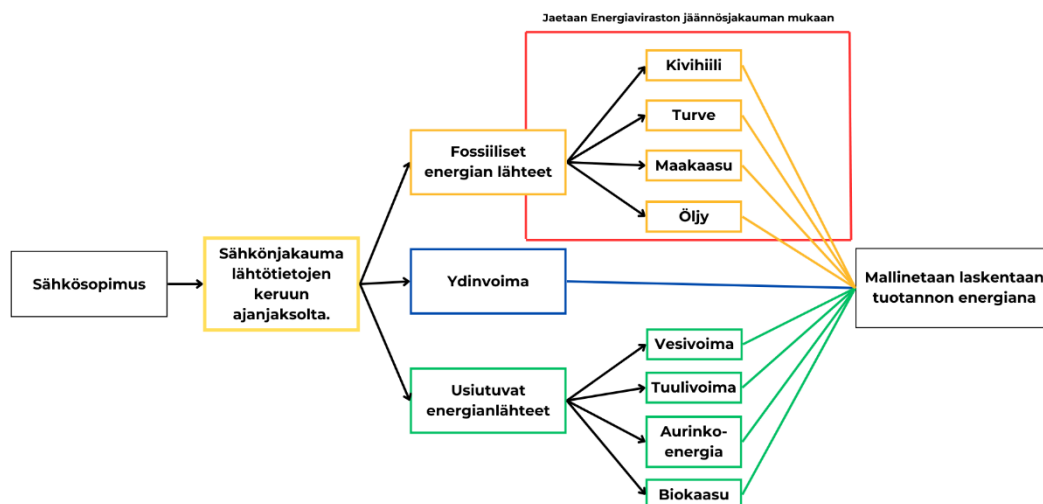 Jaetaan Energiaviraston jäännösjakauman mukaan
Kivihiili
Turve
Fossiiliset
energian lähteet
Maakaasu
Öljy
Sähkösopimus
Sähkönjakauma
lähtötietojen
keruun
ajanjaksolta.
Ydinvoima
Mallinetaan laskentaan
tuotannon energiana
Vesivoima
Usiutuvat
energianlähteet
Tuulivoima
Aurinko-
energia
Biokaasu